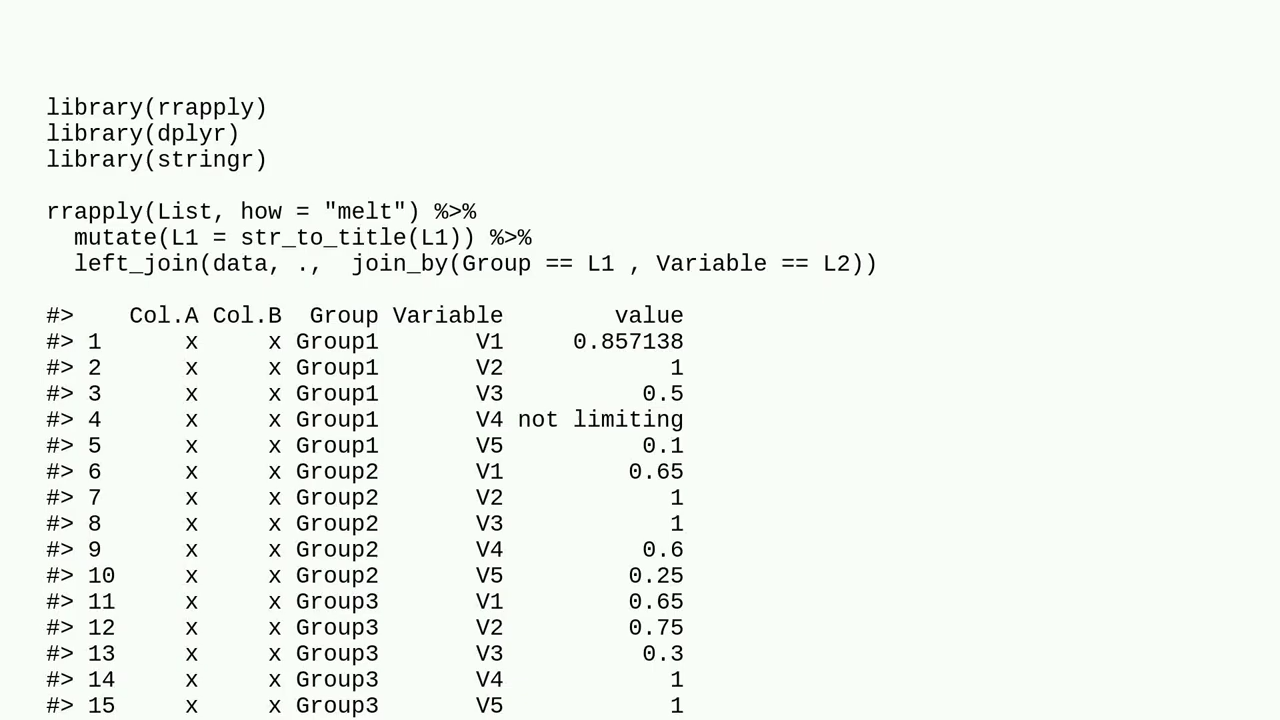 library(rrapply)
library(dplyr)
library(stringr)

rrapply(List, how = "melt") %>%
  mutate(L1 = str_to_title(L1)) %>%
  left_join(data, .,  join_by(Group == L1 , Variable == L2))

#>    Col.A Col.B  Group Variable        value
#> 1      x     x Group1       V1     0.857138
#> 2      x     x Group1       V2            1
#> 3      x     x Group1       V3          0.5
#> 4      x     x Group1       V4 not limiting
#> 5      x     x Group1       V5          0.1
#> 6      x     x Group2       V1         0.65
#> 7      x     x Group2       V2            1
#> 8      x     x Group2       V3            1
#> 9      x     x Group2       V4          0.6
#> 10     x     x Group2       V5         0.25
#> 11     x     x Group3       V1         0.65
#> 12     x     x Group3       V2         0.75
#> 13     x     x Group3       V3          0.3
#> 14     x     x Group3       V4            1
#> 15     x     x Group3       V5            1